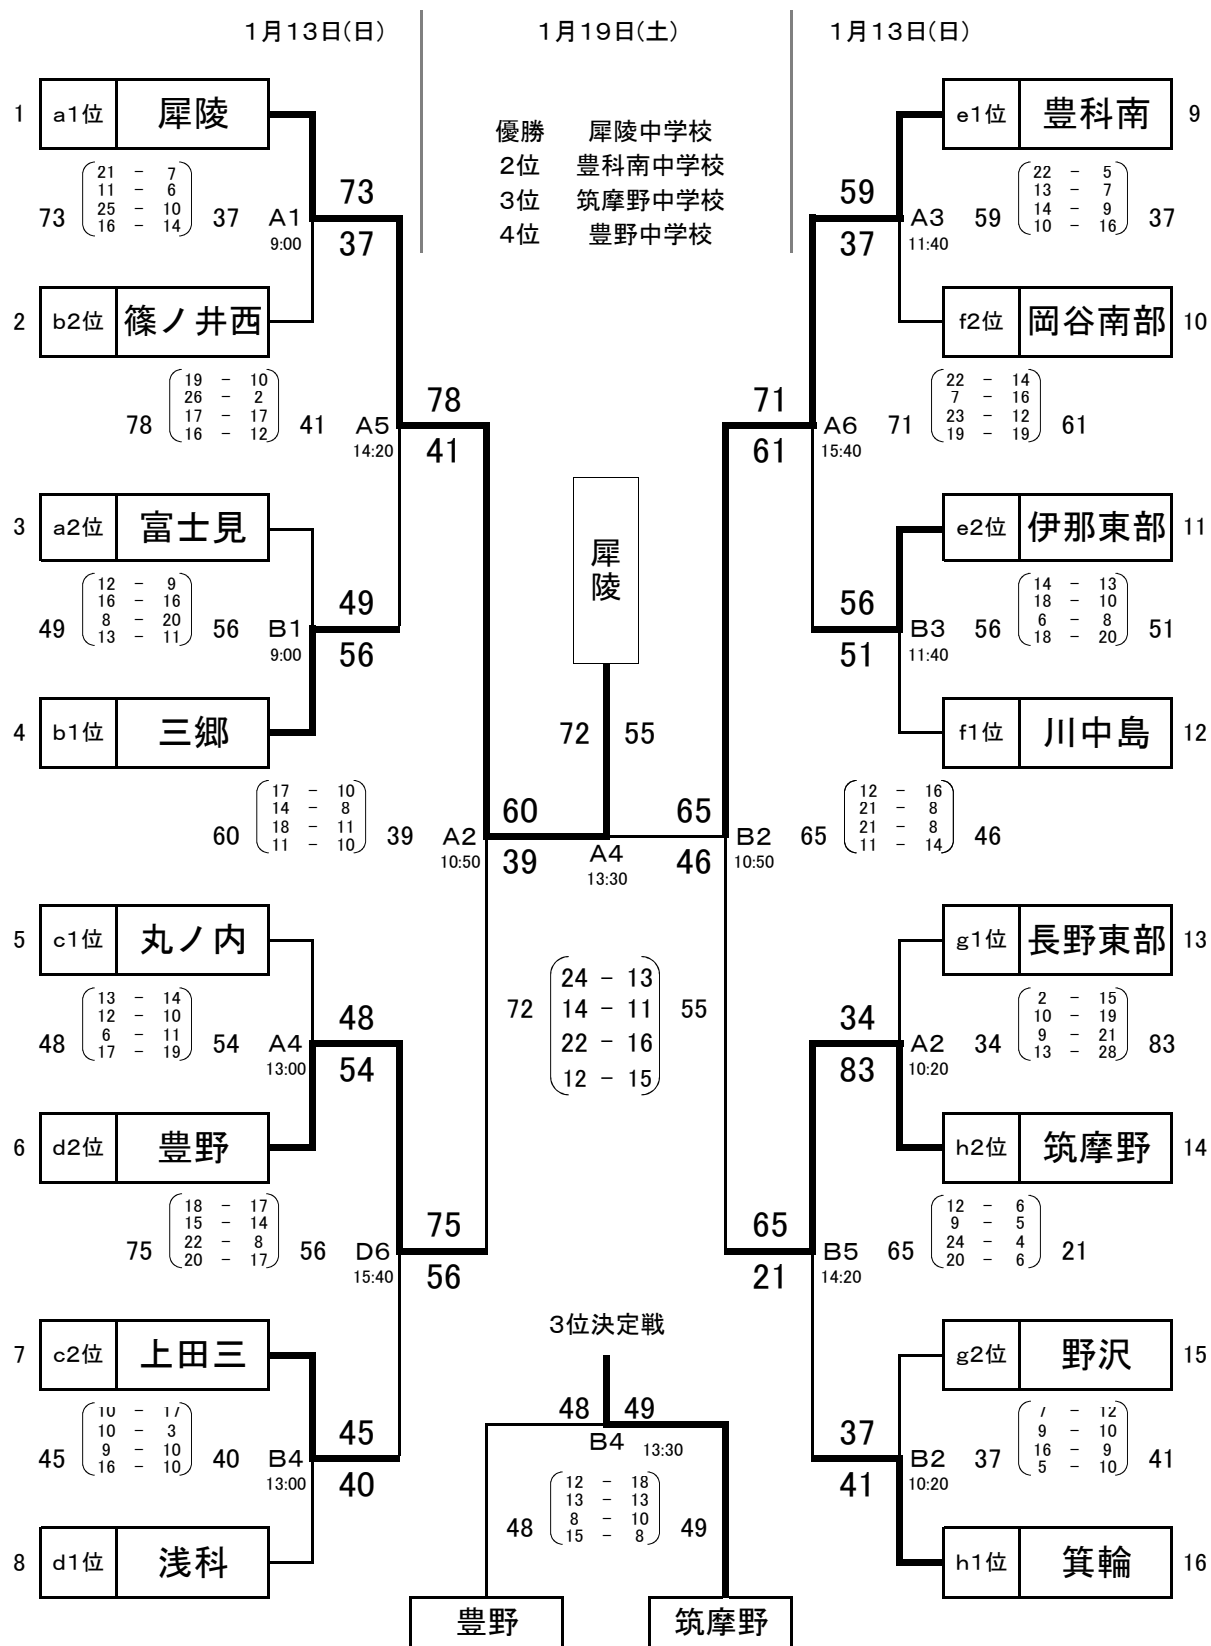 1月13日(日)
1月19日(土)
1月13日(日)
優勝 犀陵中学校
2位 豊科南中学校
3位 筑摩野中学校
4位 豊野中学校
1 a1位 犀陵
73
21 - 7
11 - 6
25 - 10
16 - 14
37
A1
9:00
73
37
2 b2位 篠ノ井西
78
19 - 10
26 - 2
17 - 17
16 - 12
41
A5
14:20
78
41
3 a2位 富士見
49
12 - 9
16 - 16
8 - 20
13 - 11
56
B1
9:00
49
56
4 b1位 三郷
60
17 - 10
14 - 8
18 - 11
11 - 10
39
A2
10:50
60
39
5 c1位 丸ノ内
48
13 - 14
12 - 10
6 - 11
17 - 19
54
A4
13:00
48
54
6 d2位 豊野
75
18 - 17
15 - 14
22 - 8
20 - 17
56
D6
15:40
75
56
7 c2位 上田三
45
10 - 17
10 - 3
9 - 10
16 - 10
40
B4
13:00
45
40
8 d1位 浅科
犀陵
72 55
A4
13:30
72
24 - 13
14 - 11
22 - 16
12 - 15
55
3位決定戦
48 49
B4 13:30
48
12 - 18
13 - 13
8 - 10
15 - 8
49
豊野
筑摩野
e1位 豊科南 9
59
37
A3
11:40
59
22 - 5
13 - 7
14 - 9
10 - 16
37
f2位 岡谷南部 10
71
61
A6
15:40
71
22 - 14
7 - 16
23 - 12
19 - 19
61
e2位 伊那東部 11
56
51
B3
11:40
56
14 - 13
18 - 10
6 - 8
18 - 20
51
f1位 川中島 12
65
46
B2
10:50
65
12 - 16
21 - 8
21 - 8
11 - 14
46
g1位 長野東部 13
34
83
A2
10:20
34
2 - 15
10 - 19
9 - 21
13 - 28
83
h2位 筑摩野 14
65
21
B5
14:20
65
12 - 6
9 - 5
24 - 4
20 - 6
21
g2位 野沢 15
37
41
B2
10:20
37
7 - 12
9 - 10
16 - 9
5 - 10
41
h1位 箕輪 16